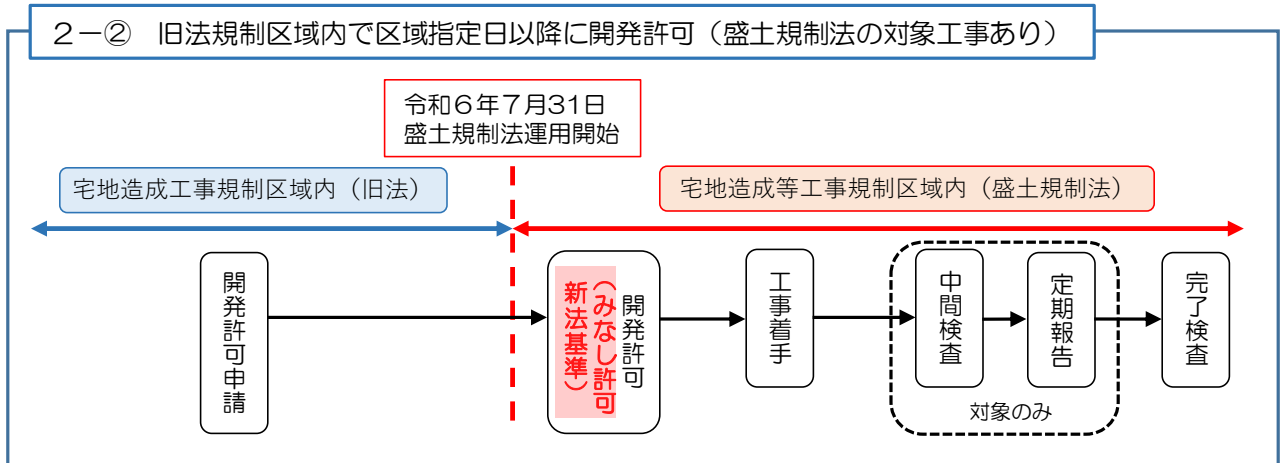 2-② 旧法規制区域内で区域指定日以降に開発許可（盛土規制法の対象工事あり）
令和6年7月31日
盛土規制法運用開始
宅地造成工事規制区域内（旧法）
宅地造成等工事規制区域内（盛土規制法）
開発許可申請
開発許可
（みなし許可
新法基準）
工事着手
中間検査
定期報告
完了検査
対象のみ